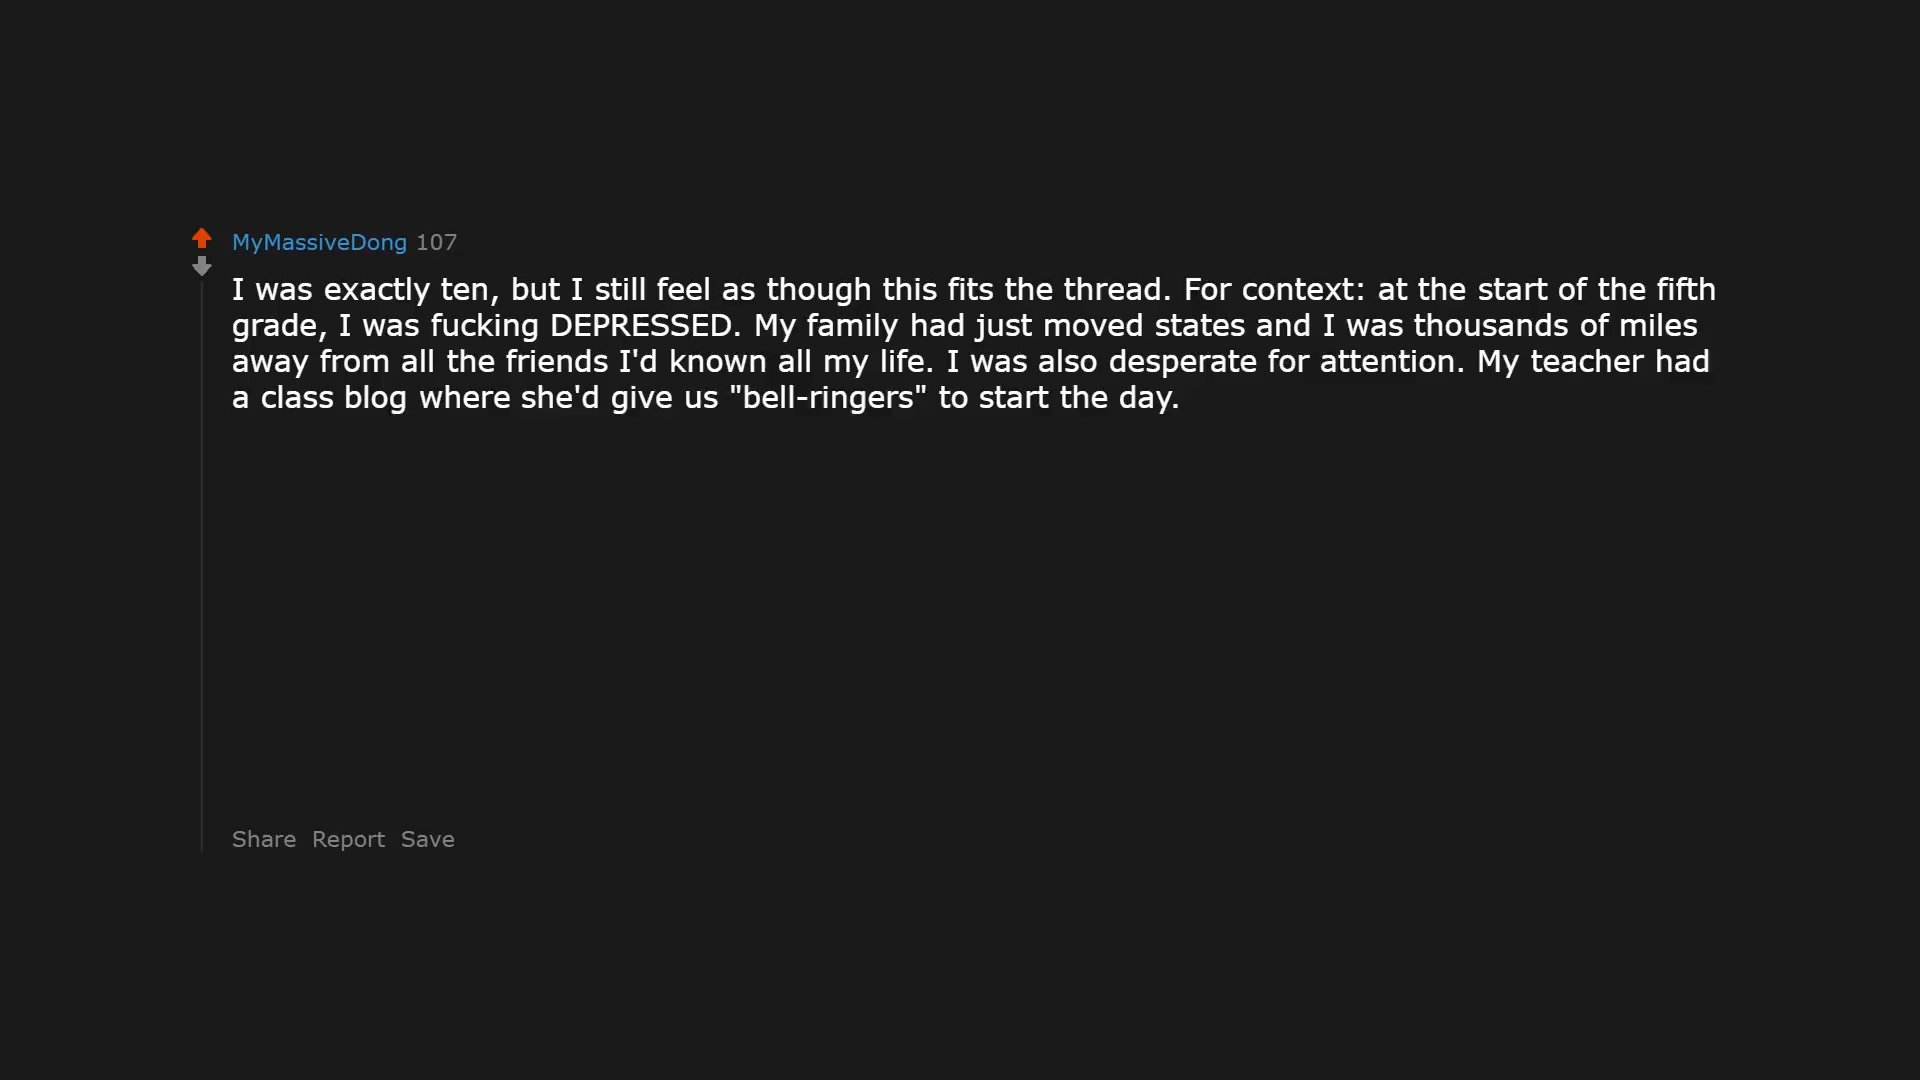 MyMassiveDong 107
I was exactly ten, but I still feel as though this fits the thread. For context: at the start of the fifth
grade, I was fucking DEPRESSED. My family had just moved states and I was thousands of miles
away from all the friends I'd known all my life. I was also desperate for attention. My teacher had
a class blog where she'd give us "bell-ringers" to start the day.
Share Report Save